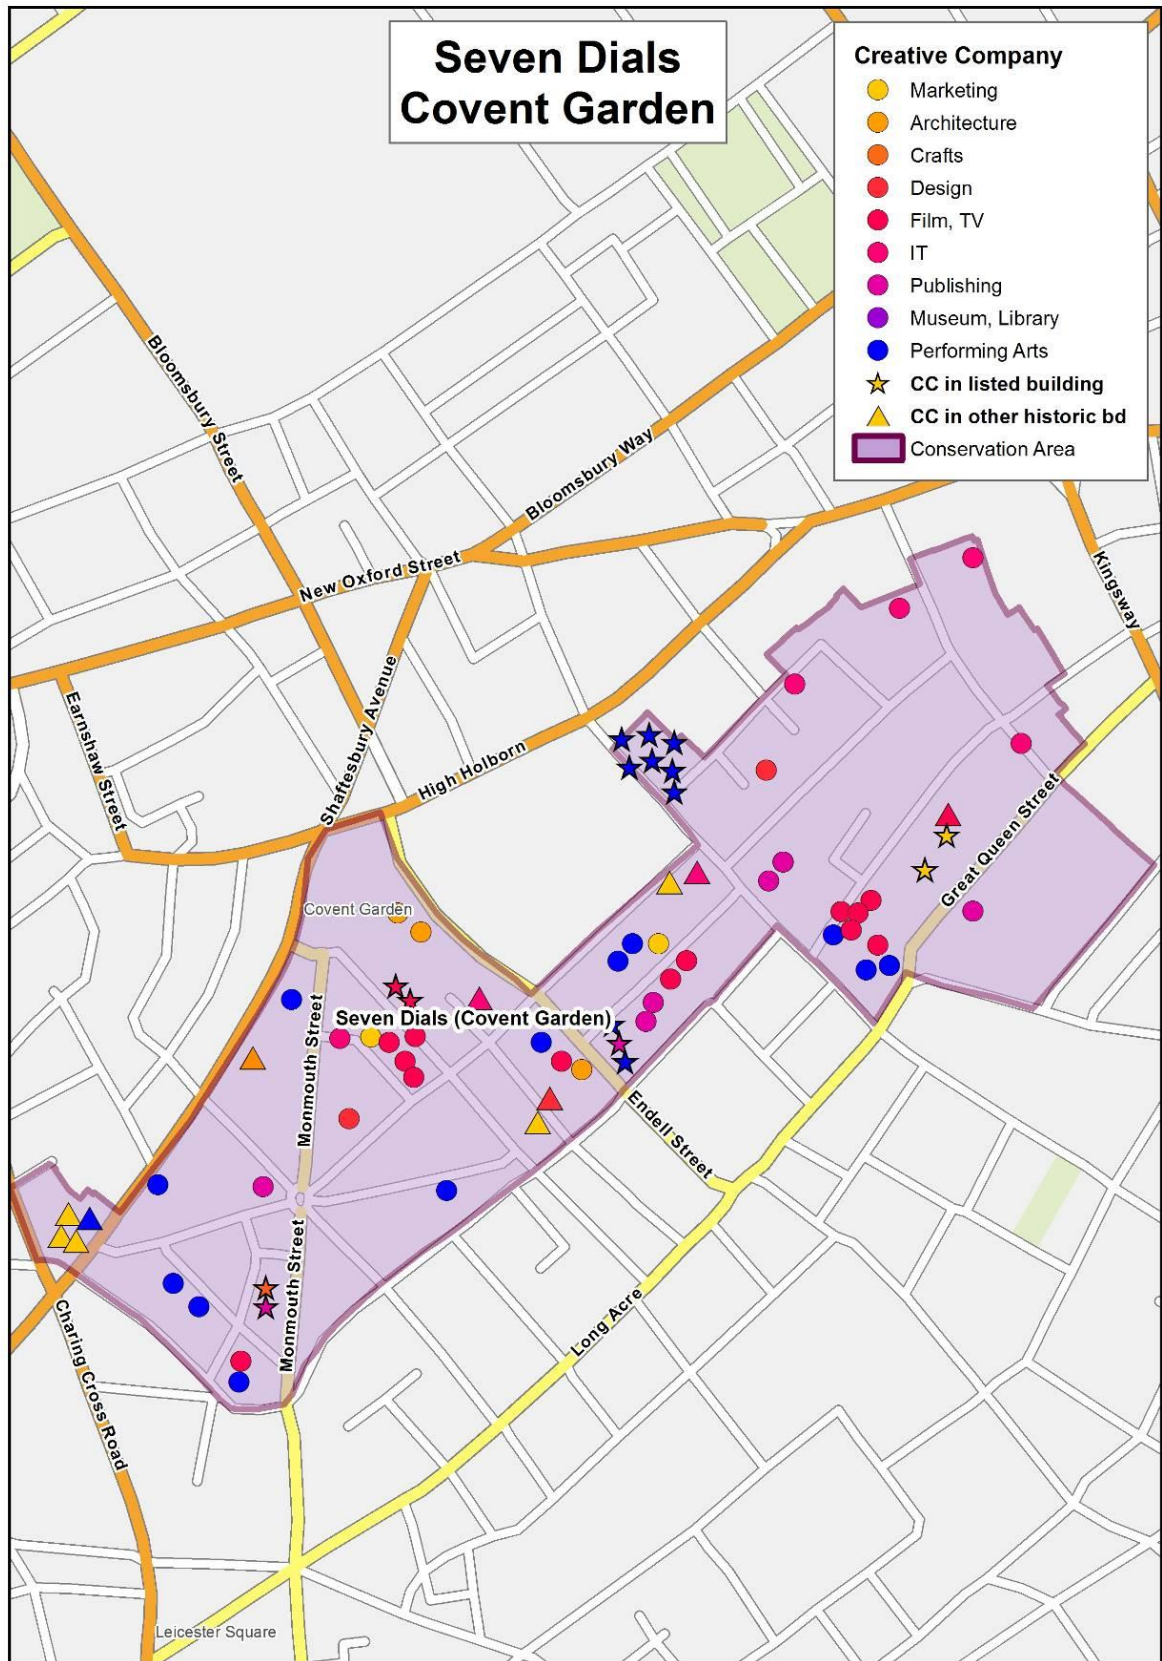 Seven Dials
Covent Garden
Creative Company
Marketing
Architecture
Crafts
Design
Film, TV
IT
Publishing
Museum, Library
Performing Arts
CC in listed building
CC in other historic bd
Conservation Area
Bloomsbury Street
Bloomsbury Way
New Oxford Street
Kingsway
Shaftesbury Avenue
Earnshaw Street
High Holborn
Great Queen Street
Covent Garden
Seven Dials (Covent Garden)
Monmouth Street
Endell Street
Monmouth Street
Long Acre
Charing Cross Road
Leicester Square